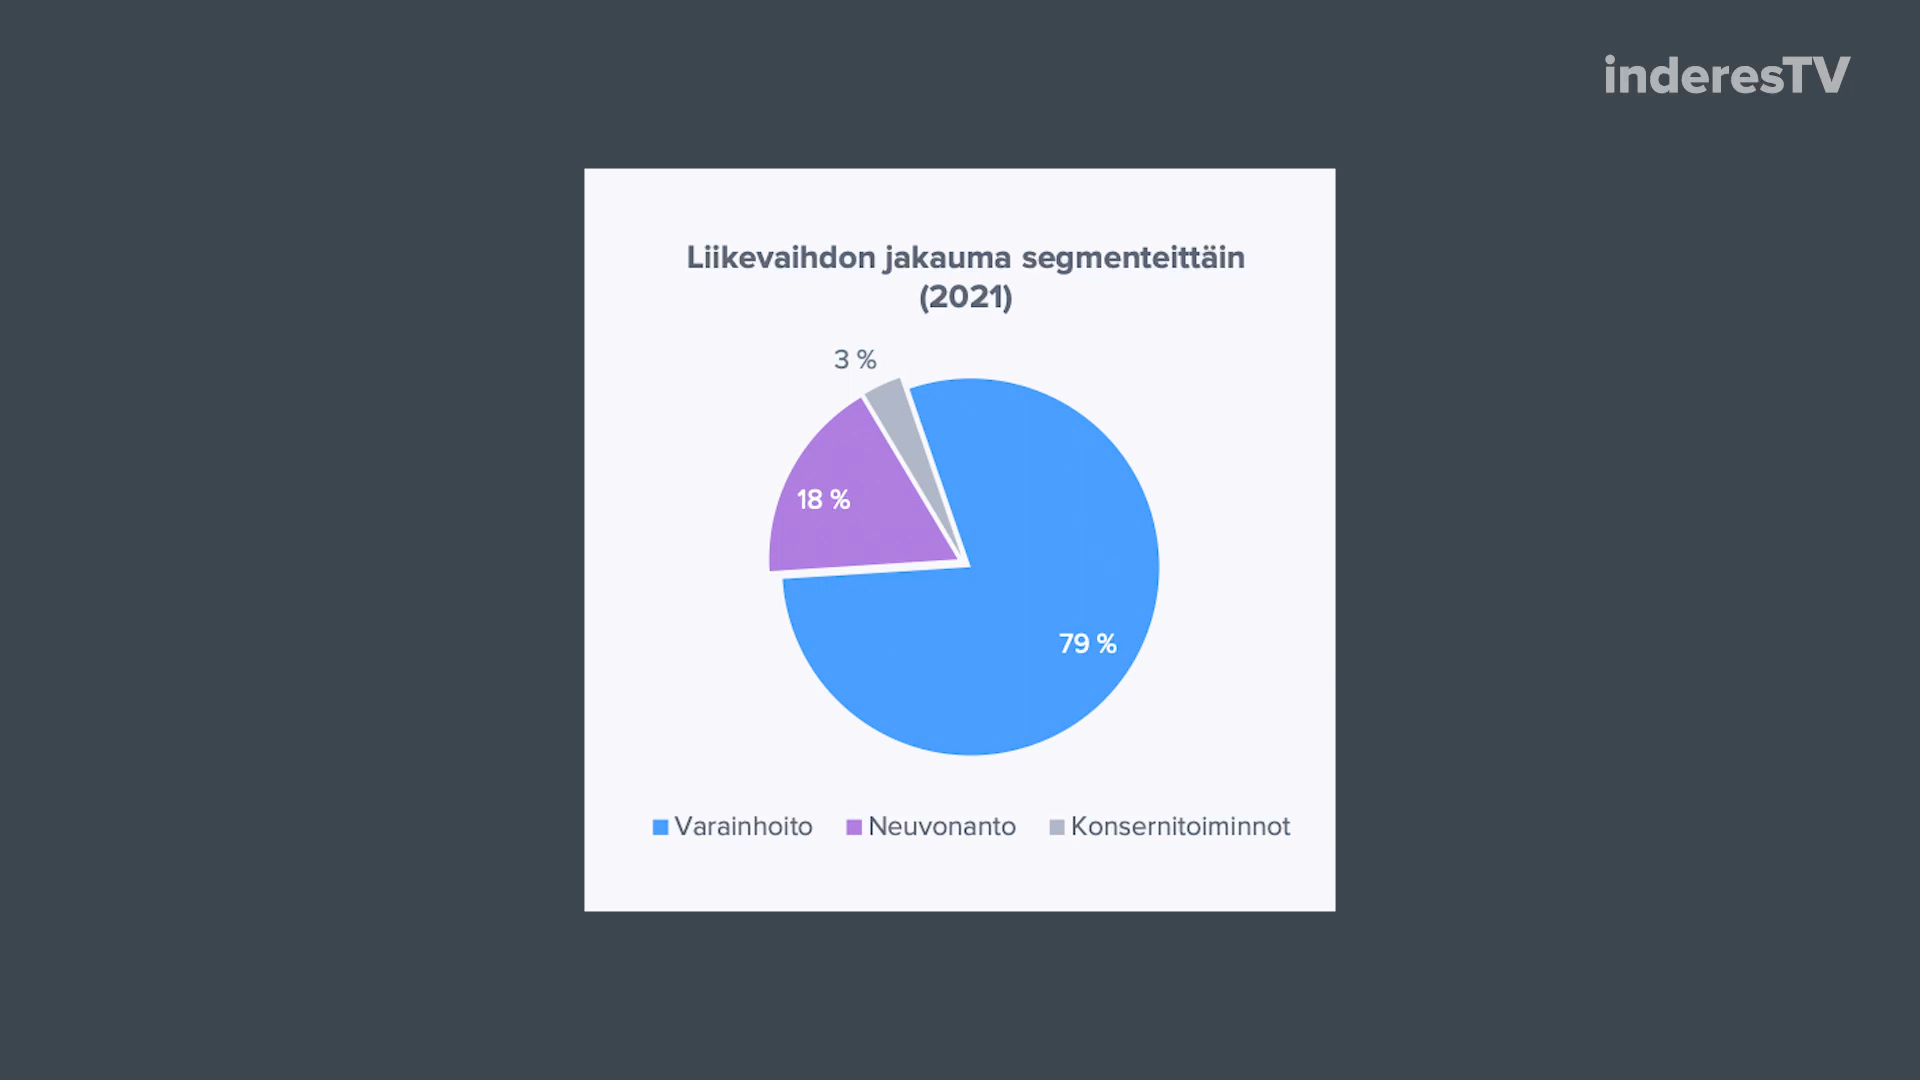 inderesTV
Liikevaihdon jakauma segmenteittäin
(2021)
3 %
18 %
79 %
Varainhoito Neuvonanto Konsernitoiminnot